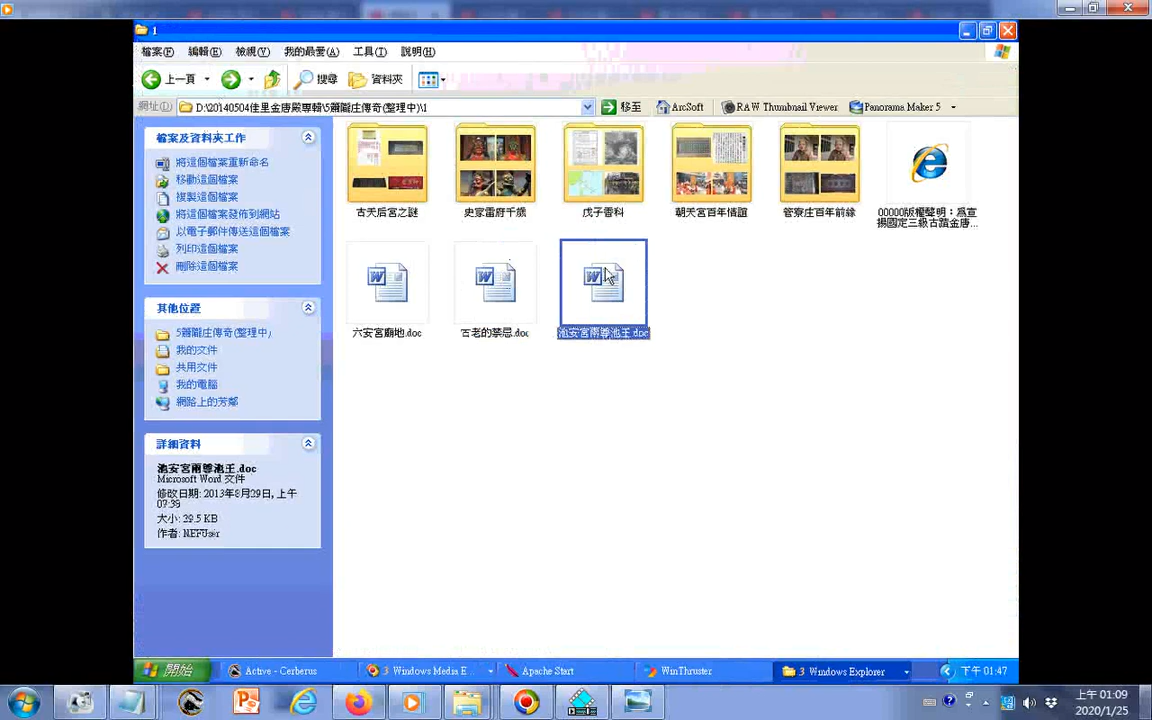 1
檔案(F) 編輯(E) 檢視(V) 我的最愛(A) 工具(T) 說明(H)
上一頁 搜尋 資料夾
網址(D) D:\20140504佳里金唐殿專輯\5蕭壠庄傳奇(整理中)\1 移至 ArcSoft RAW Thumbnail Viewer Panorama Maker 5
檔案及資料夾工作
將這個檔案重新命名
移動這個檔案
複製這個檔案
將這個檔案發佈到網站
以電子郵件傳送這個檔案
列印這個檔案
刪除這個檔案
其他位置
5蕭壠庄傳奇(整理中)
我的文件
共用文件
我的電腦
網路上的芳鄰
詳細資料
池安宮兩尊池王.doc
Microsoft Word 文件
修改日期: 2013年8月29日, 上午
07:38
大小: 29.5 KB
作者: NEFUser
古天后宮之謎 史家雷府千歲 戊子香科 朝天宮百年情誼 管寮庄百年前緣 00000版權聲明：為宣
揚國定三級古蹟金唐...
六安宮廟地.doc 古老的禁忌.doc 池安宮兩尊池王.doc
開始 Active - Cerberus 3 Windows Media E... Apache Start WinThruster 3 Windows Explorer 下午 01:47
上午 01:09
2020/1/25